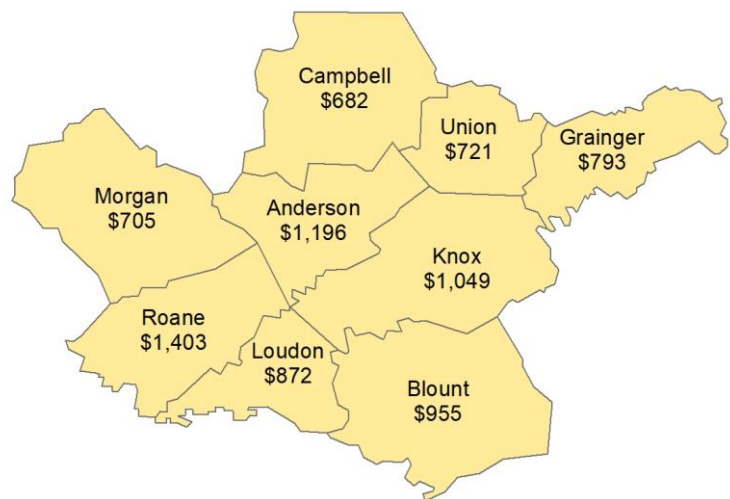 Campbell
$682
Union
$721
Grainger
$793
Morgan
$705
Anderson
$1,196
Knox
$1,049
Roane
$1,403
Loudon
$872
Blount
$955